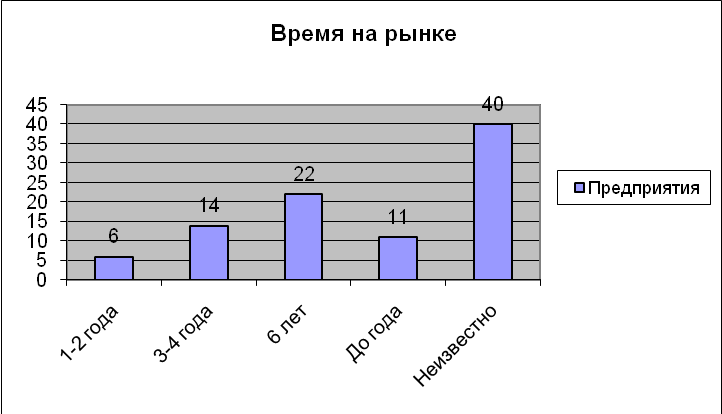 Время на рынке
45
40
35
30
25
20
15
10
5
0
6
14
22
11
40
1-2 года
3-4 года
6 лет
До года
Неизвестно
Предприятия